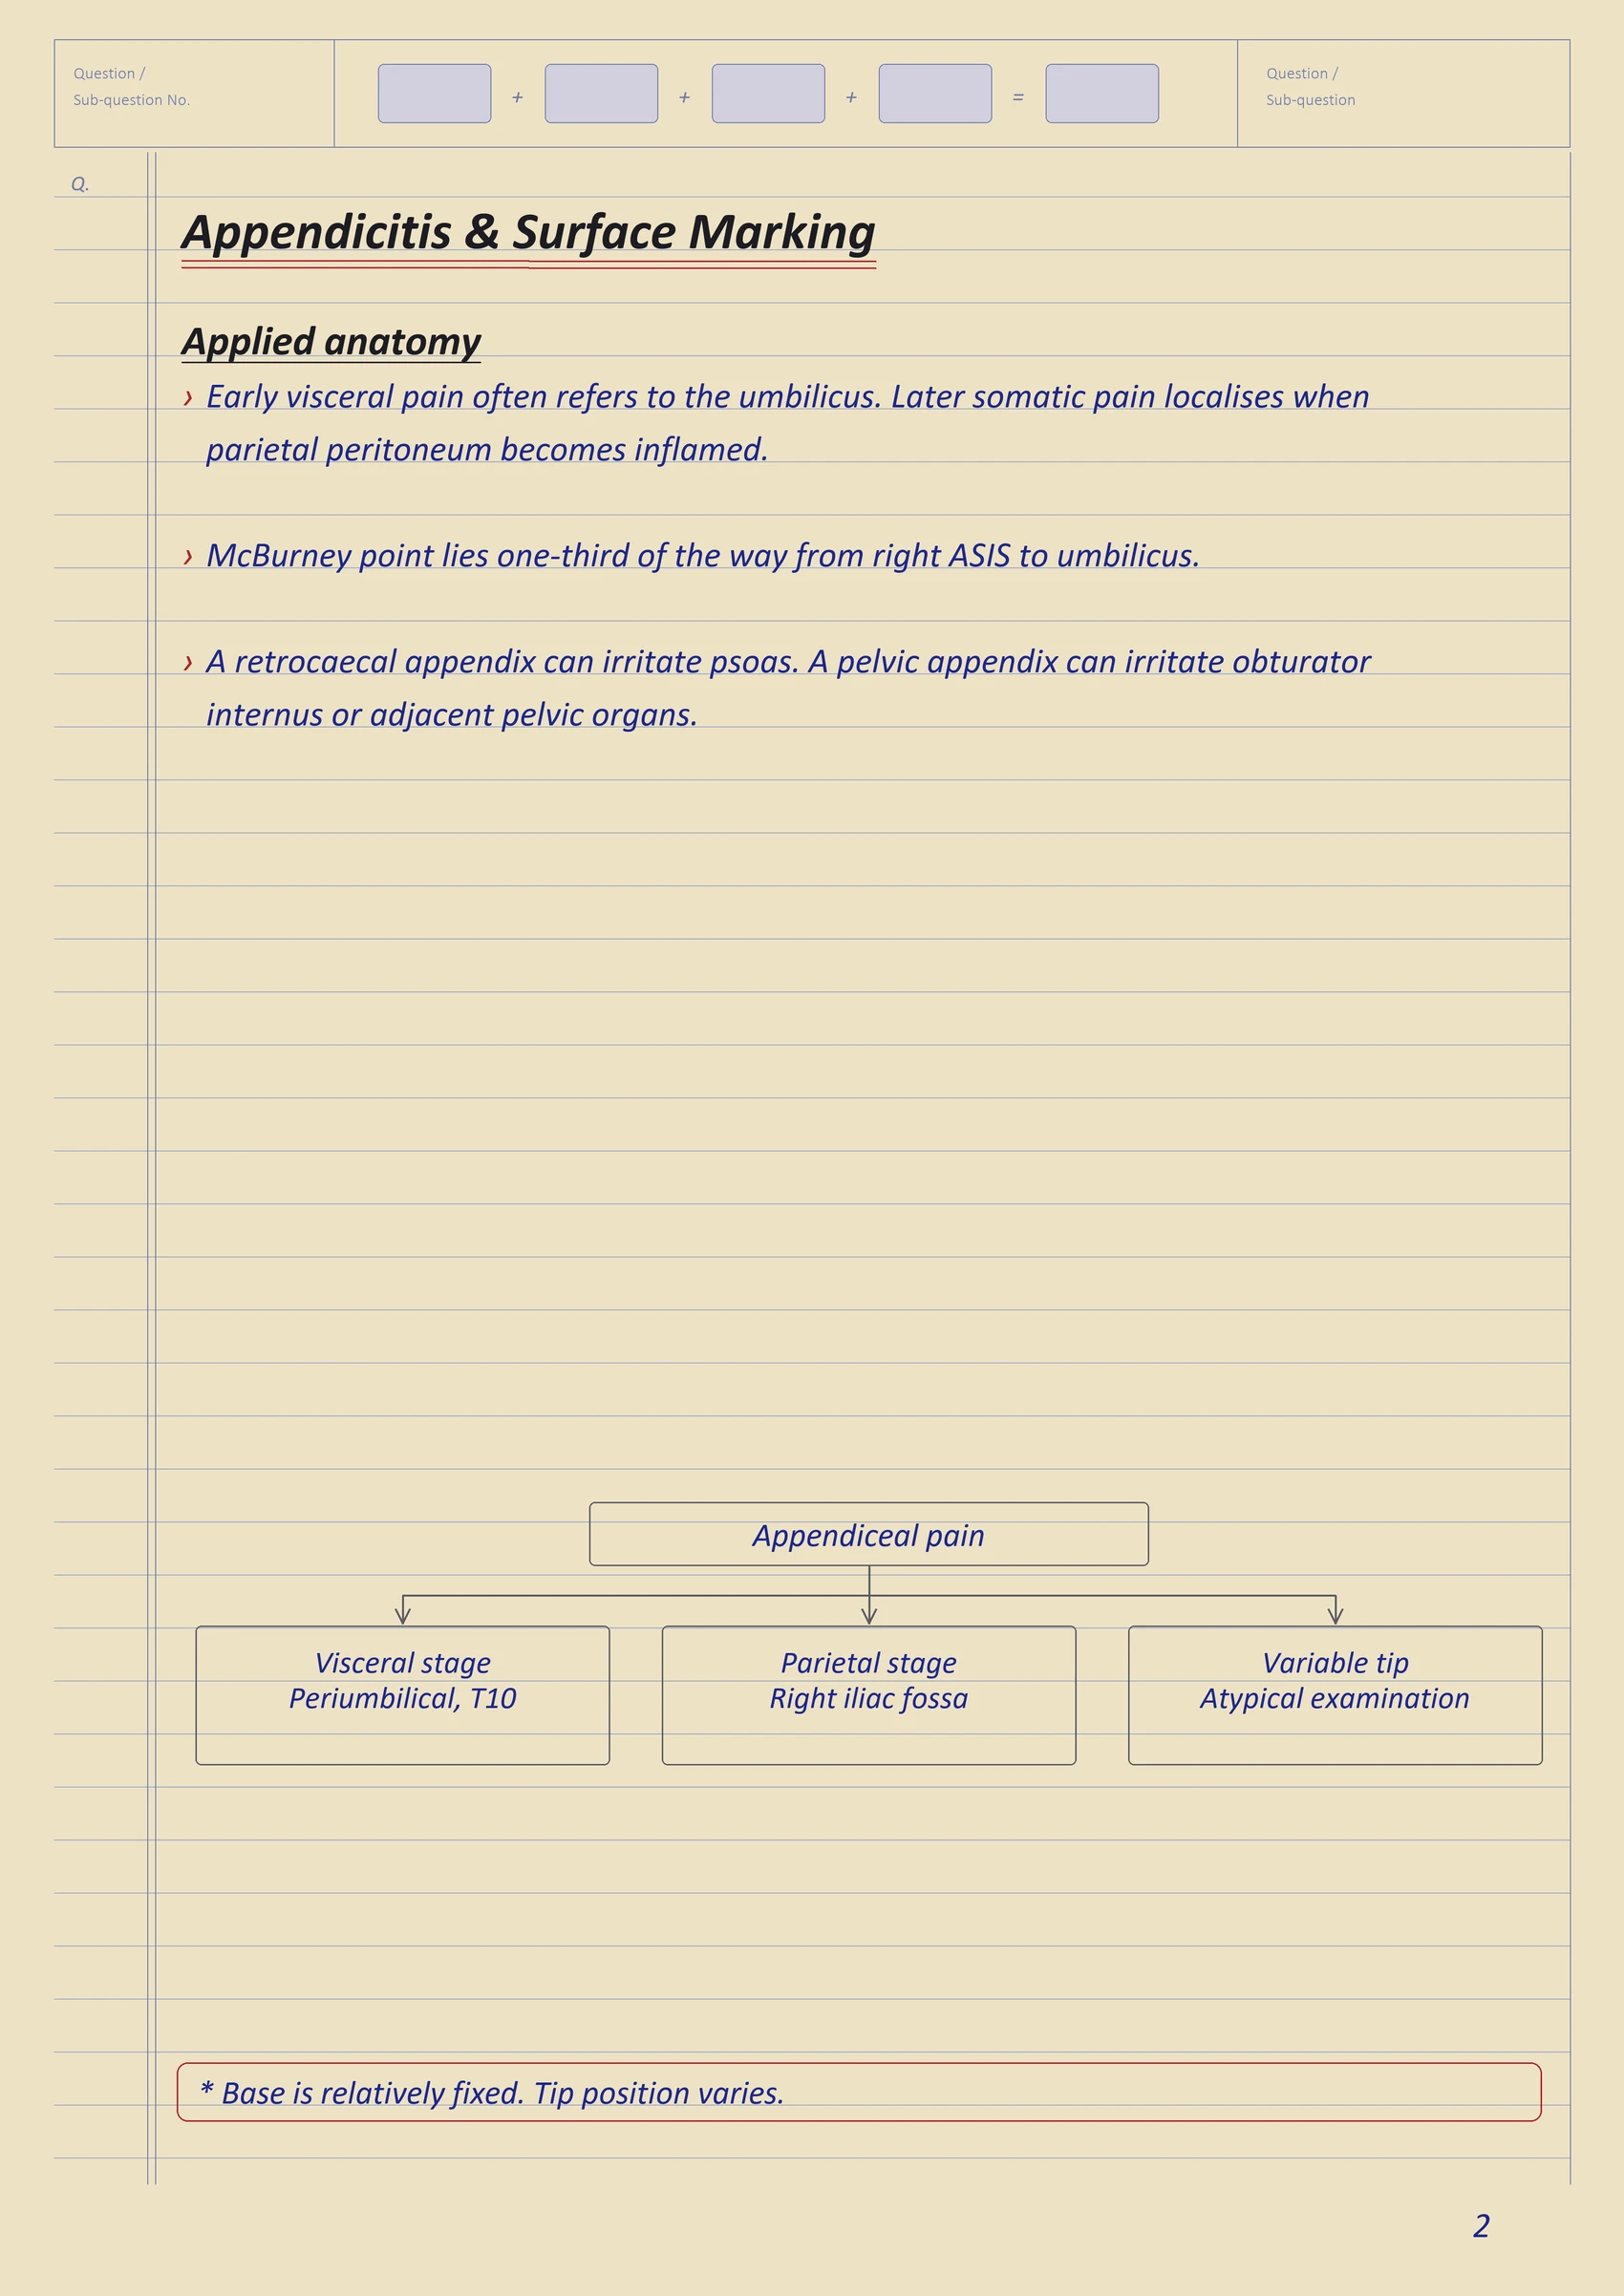 Question /
Sub-question No.
+ + + =
Question /
Sub-question
Q.
Appendicitis & Surface Marking
Applied anatomy
› Early visceral pain often refers to the umbilicus. Later somatic pain localises when
parietal peritoneum becomes inflamed.
› McBurney point lies one-third of the way from right ASIS to umbilicus.
› A retrocaecal appendix can irritate psoas. A pelvic appendix can irritate obturator
internus or adjacent pelvic organs.
Appendiceal pain
Visceral stage
Periumbilical, T10
Parietal stage
Right iliac fossa
Variable tip
Atypical examination
* Base is relatively fixed. Tip position varies.
2